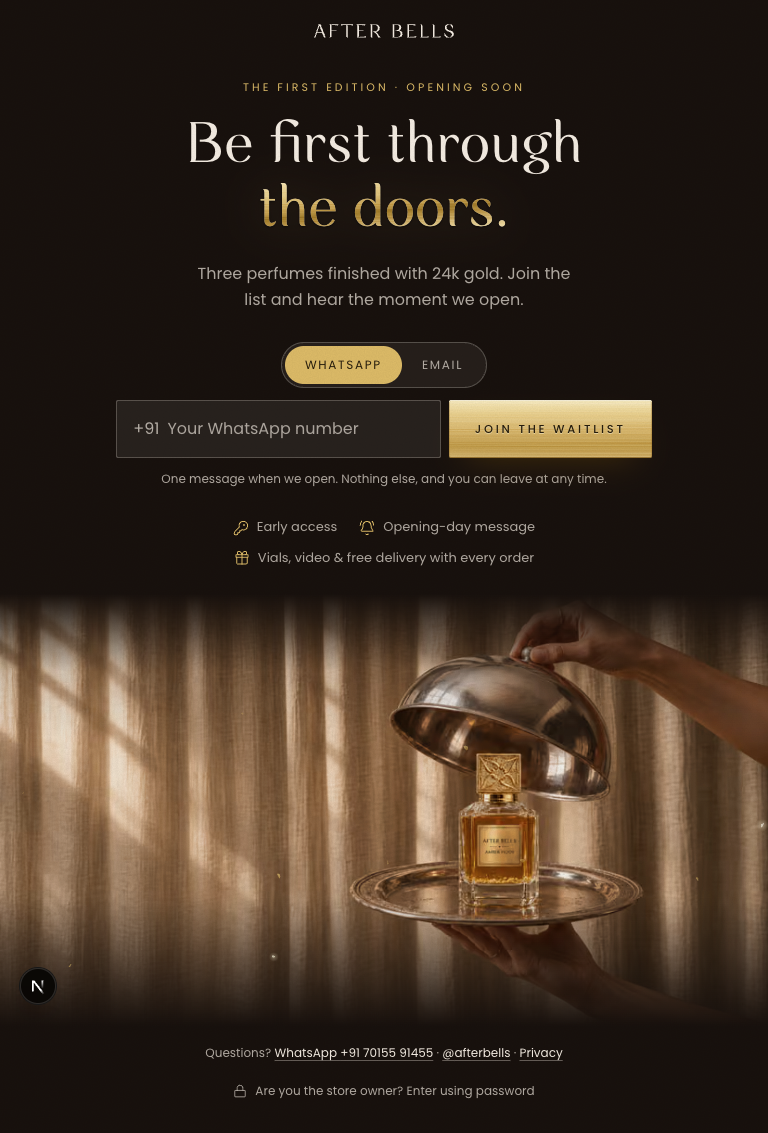 AFTER BELLS
THE FIRST EDITION · OPENING SOON
Be first through
the doors.
Three perfumes finished with 24k gold. Join the
list and hear the moment we open.
WHATSAPP EMAIL
+91 Your WhatsApp number JOIN THE WAITLIST
One message when we open. Nothing else, and you can leave at any time.
Early access Opening-day message
Vials, video & free delivery with every order
AFTER BELLS
N
Questions? WhatsApp +91 70155 91455 · @afterbells · Privacy
Are you the store owner? Enter using password